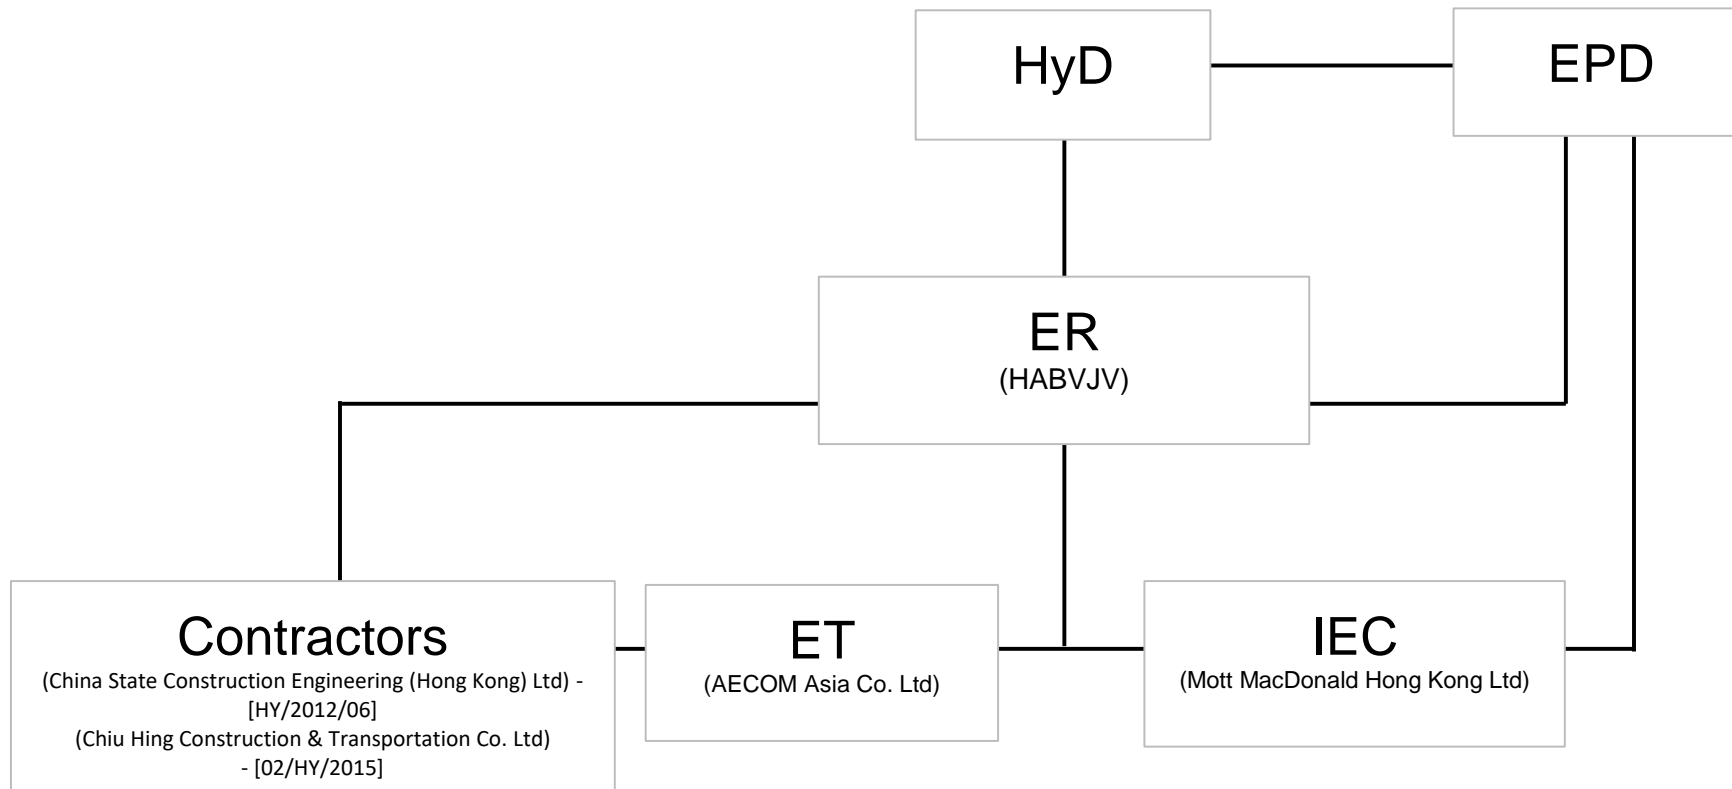 HyD
EPD
ER
(HABVJV)
Contractors
(China State Construction Engineering (Hong Kong) Ltd) -
[HY/2012/06]
(Chiu Hing Construction & Transportation Co. Ltd)
- [02/HY/2015]
ET
(AECOM Asia Co. Ltd)
IEC
(Mott MacDonald Hong Kong Ltd)